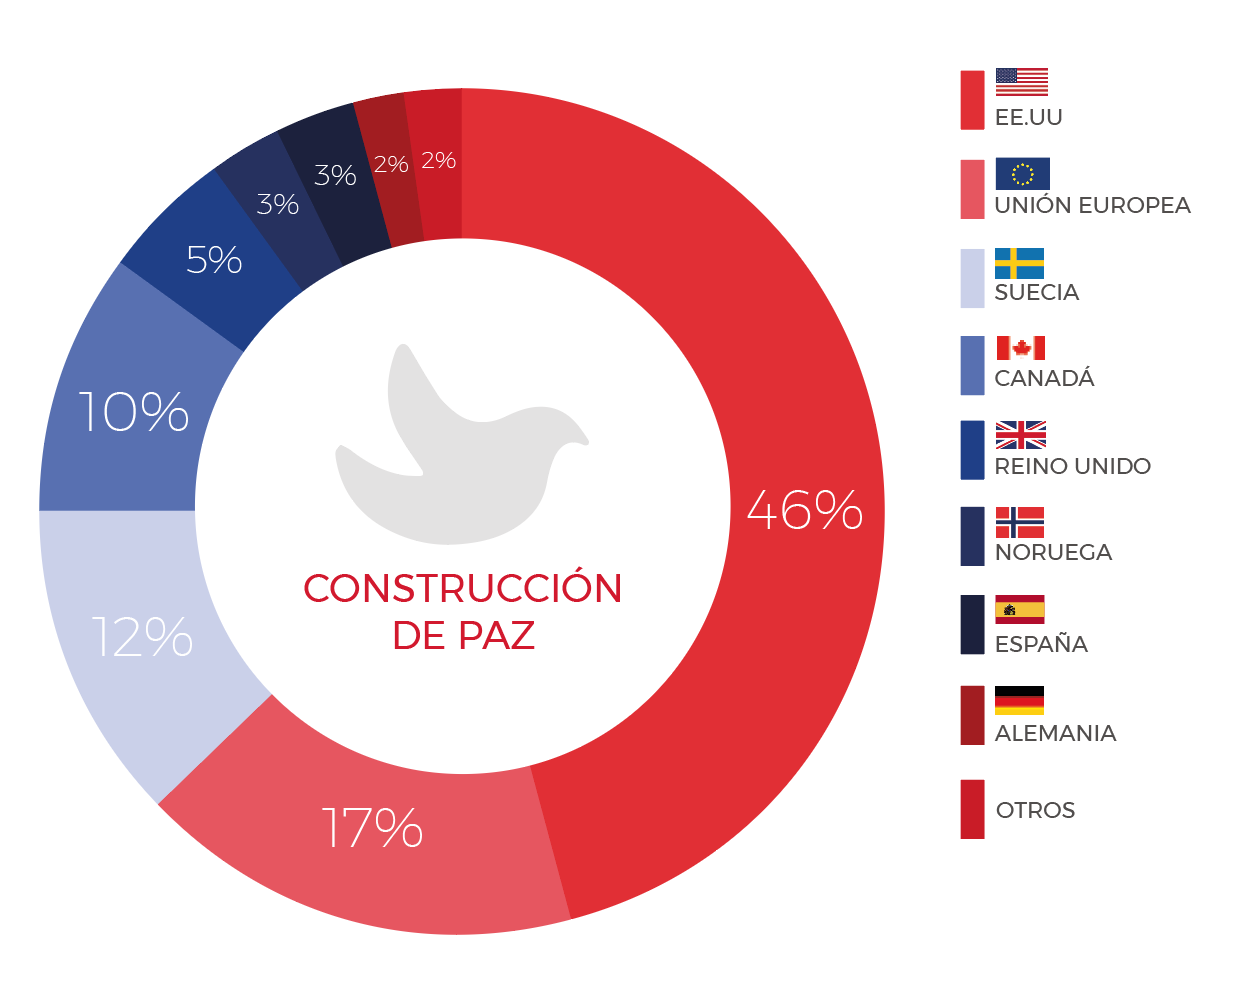 2%
2%
3%
3%
5%
10%
46%
12%
17%
CONSTRUCCIÓN
DE PAZ
EE.UU
UNIÓN EUROPEA
SUECIA
CANADÁ
REINO UNIDO
NORUEGA
ESPAÑA
ALEMANIA
OTROS